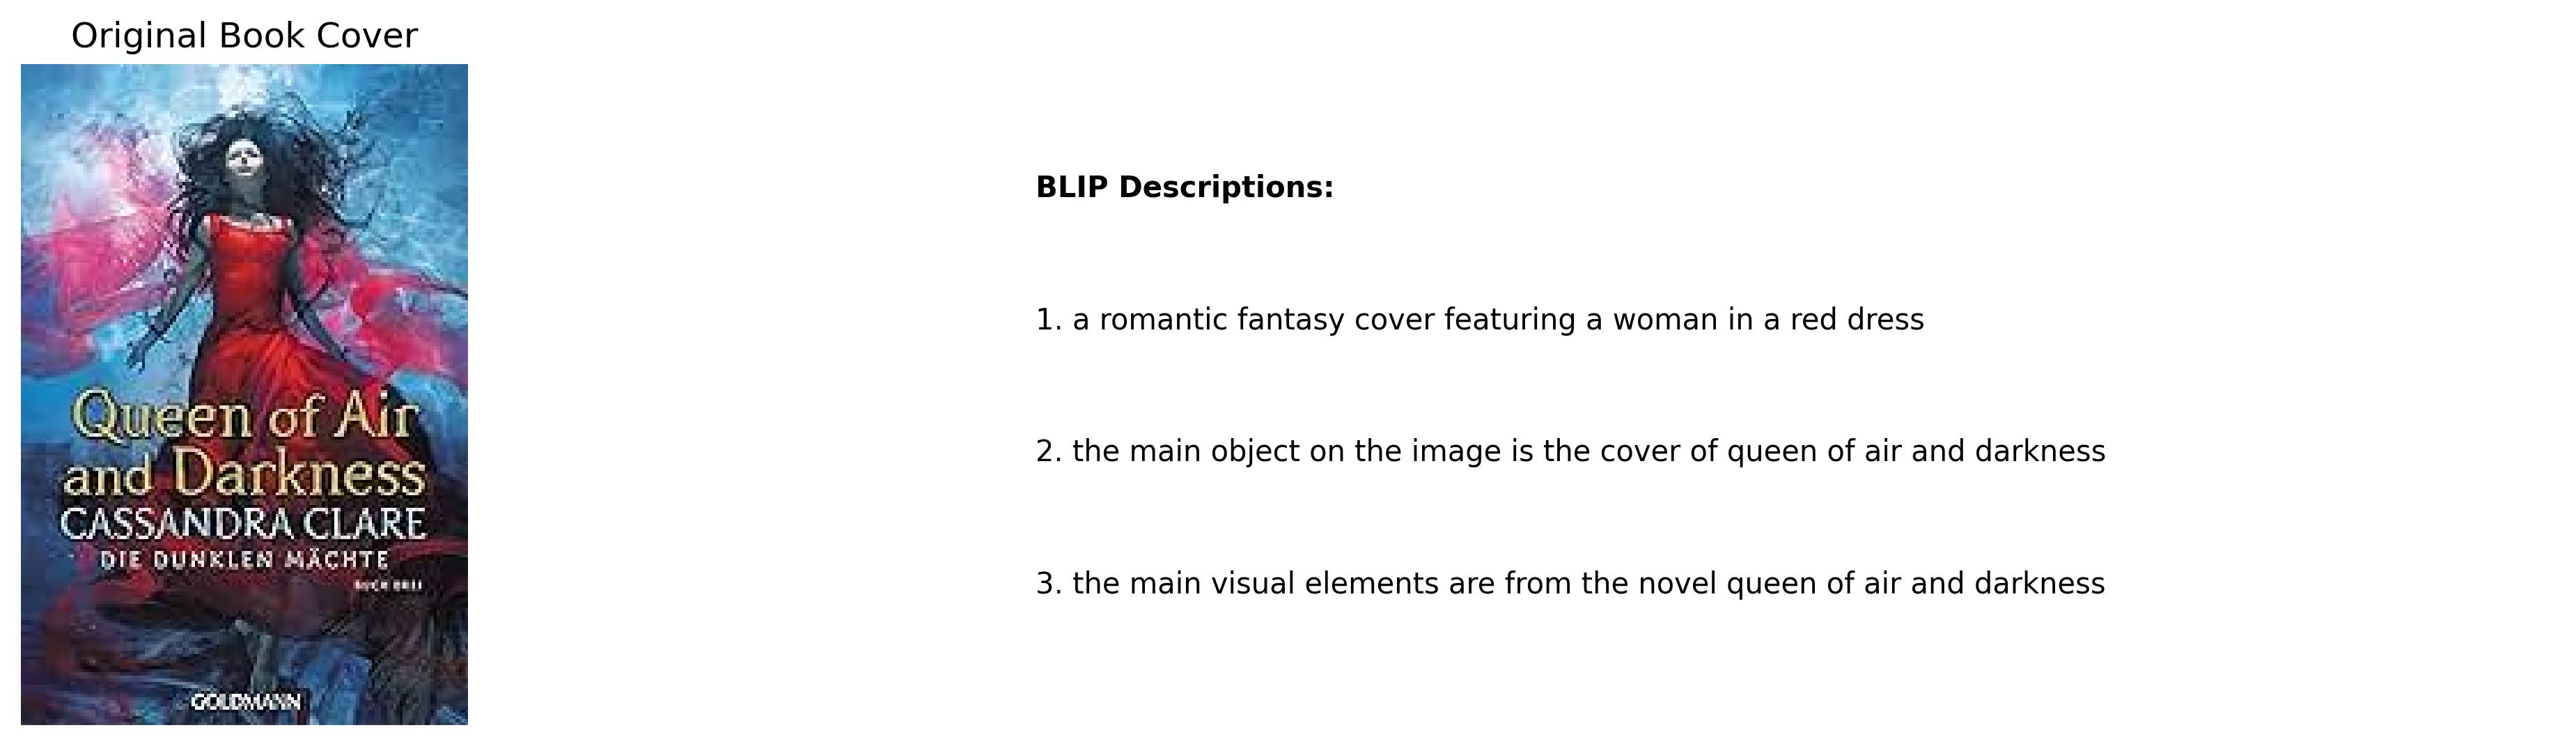 Original Book Cover
Queen of Air
and Darkness
CASSANDRA CLARE
DIE DUNKLEN MÄCHTE
BUCH DREI
GOLDMANN
BLIP Descriptions:
1. a romantic fantasy cover featuring a woman in a red dress
2. the main object on the image is the cover of queen of air and darkness
3. the main visual elements are from the novel queen of air and darkness